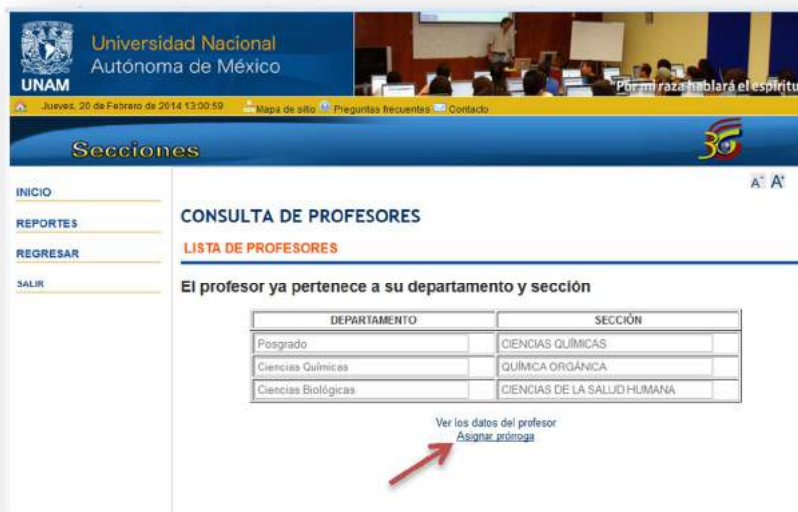 Universidad Nacional
Autónoma de México
UNAM
"Por mi raza hablará el espíritu
Jueves, 20 de Febrero de 2014 13:00:59 Mapa de sitio Preguntas frecuentes Contacto
Secciones
36
A- A+
INICIO
REPORTES
REGRESAR
SALIR
CONSULTA DE PROFESORES
LISTA DE PROFESORES
El profesor ya pertenece a su departamento y sección
DEPARTAMENTO SECCIÓN
Posgrado CIENCIAS QUÍMICAS
Ciencias Químicas QUÍMICA ORGÁNICA
Ciencias Biológicas CIENCIAS DE LA SALUD HUMANA
Ver los datos del profesor
Asignar prórroga